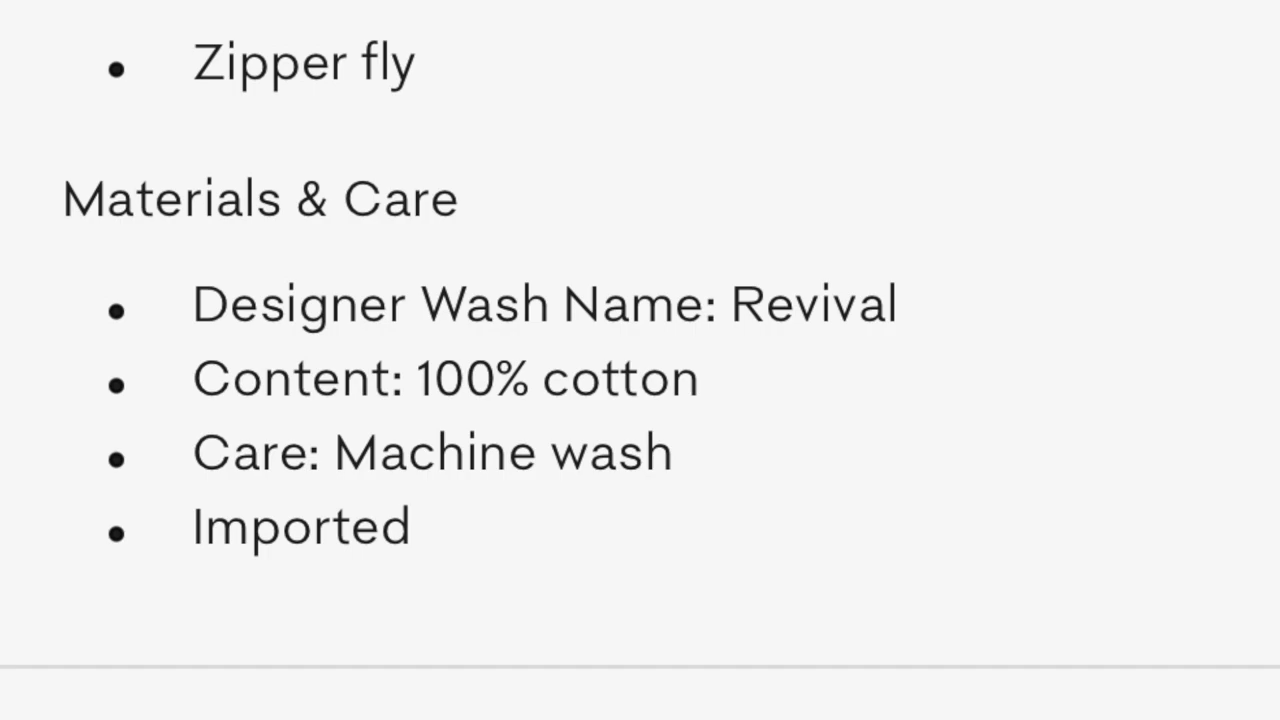 Zipper fly
Materials & Care
Designer Wash Name: Revival
Content: 100% cotton
Care: Machine wash
Imported